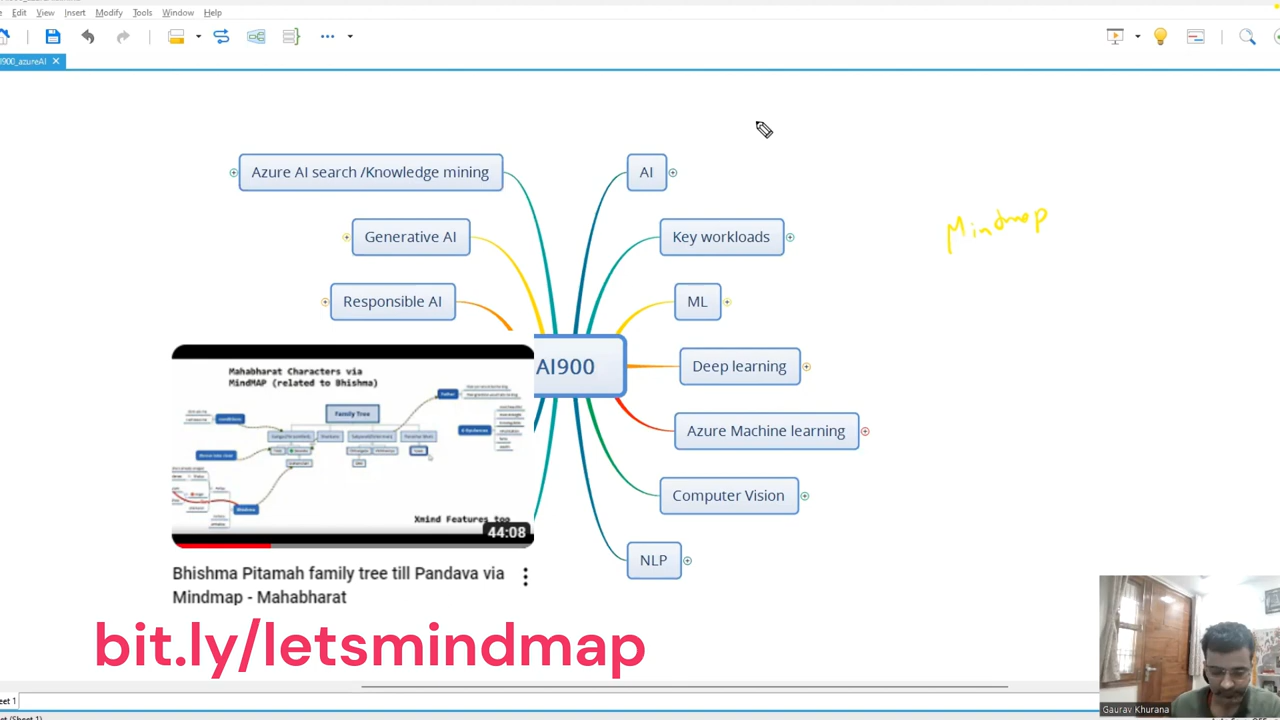 Edit View Insert Modify Tools Window Help
I900_azureAI
Azure AI search /Knowledge mining
Generative AI
Responsible AI
AI900
AI
Key workloads
ML
Deep learning
Azure Machine learning
Computer Vision
NLP
Mindmap
Mahabharat Characters via
MindMAP (related to Bhishma)
Family Tree
Xmind Features too
44:08
Bhishma Pitamah family tree till Pandava via
Mindmap - Mahabharat
bit.ly/letsmindmap
Gaurav Khurana
eet 1